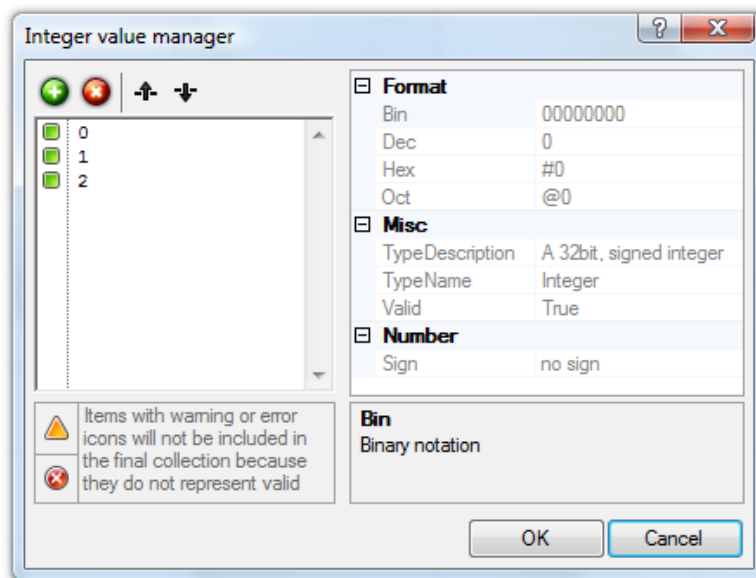 Integer value manager
?
X
0
1
2
Items with warning or error
icons will not be included in
the final collection because
they do not represent valid
Format
Bin 00000000
Dec 0
Hex #0
Oct @0
Misc
TypeDescription A 32bit, signed integer
TypeName Integer
Valid True
Number
Sign no sign
Bin
Binary notation
OK Cancel